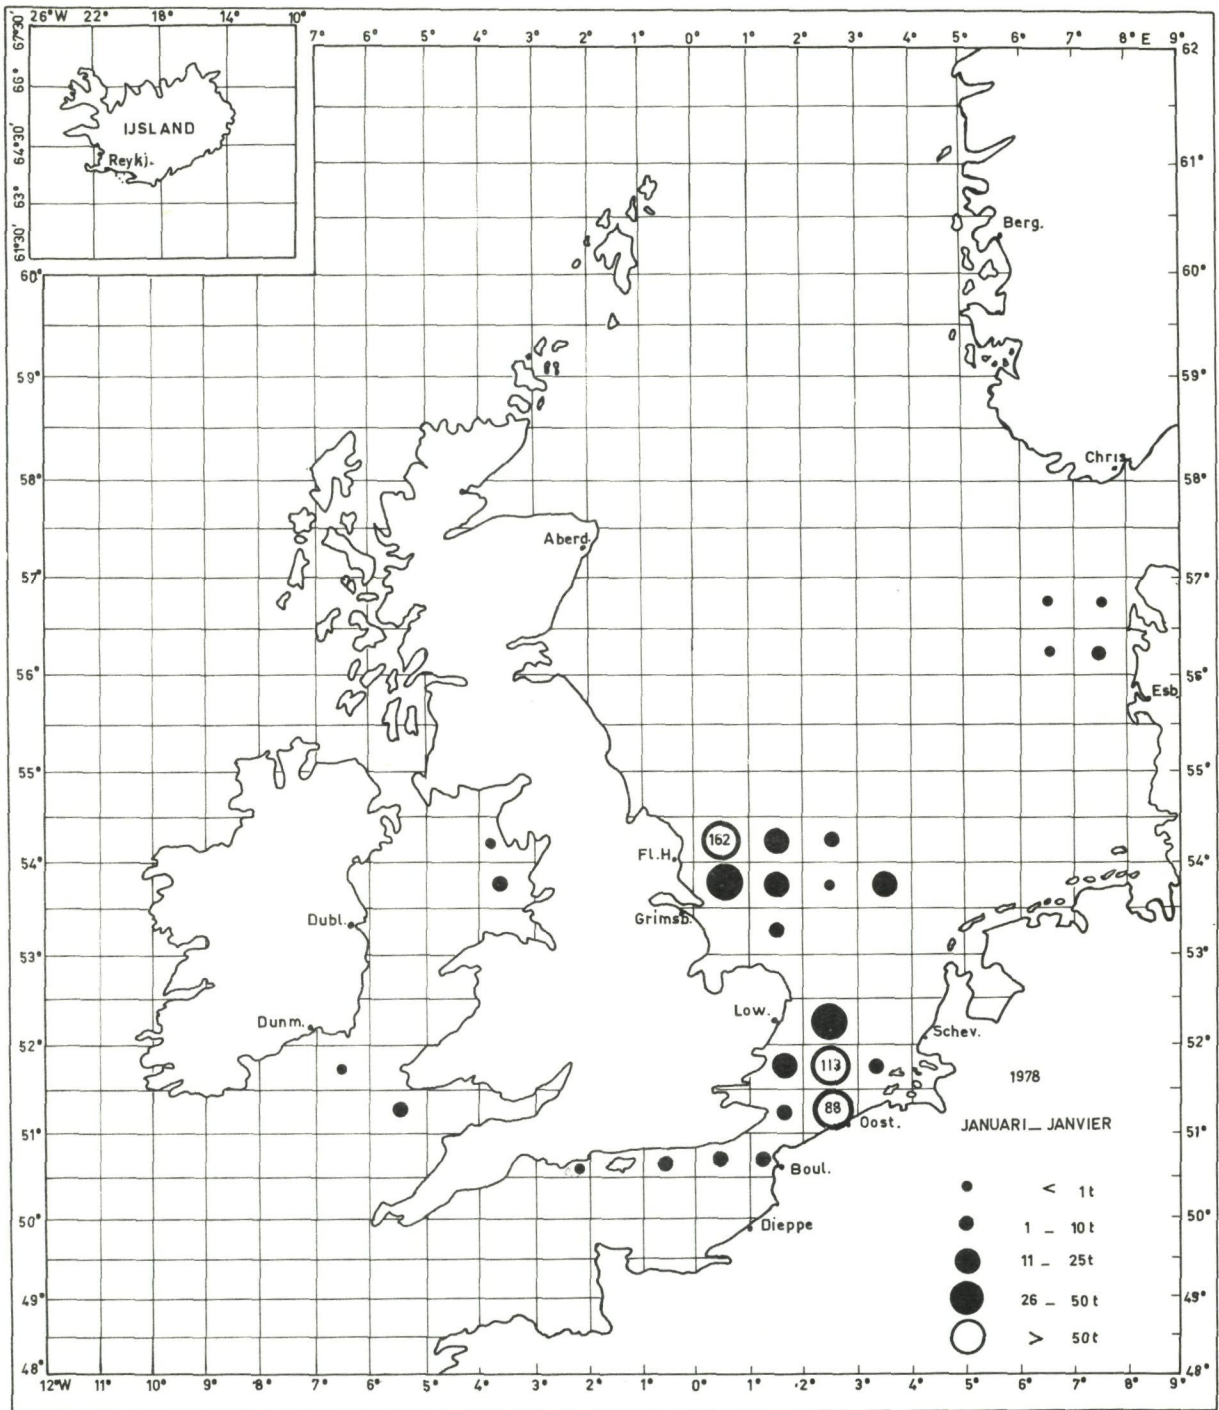 26°W 22° 18° 14° 10°
67°30'
66°
64°30'
63°
61°30'
IJSLAND
Reykj.
7° 6° 5° 4° 3° 2° 1° 0° 1° 2° 3° 4° 5° E 6° 7° 8° E 9°
62
61°
60°
60°
59°
59°
58°
58°
57°
57°
56°
56°
55°
55°
54°
54°
53°
53°
52°
52°
51°
51°
50°
50°
49°
49°
48°
48°
Berg.
Chris
Aberd.
Esb
162
Fl.H.
Grimsb.
Dubl.
Low.
Dunm.
Schev.
113
88
Oost.
Boul.
Dieppe
1978
JANUARI_ JANVIER
< 1t
1 _ 10t
11 _ 25t
26 _ 50t
> 50t
12°W 11° 10° 9° 8° 7° 6° 5° 4° 3° 2° 1° 0° 1° 2° 3° 4° 5° 6° 7° 8° 9°